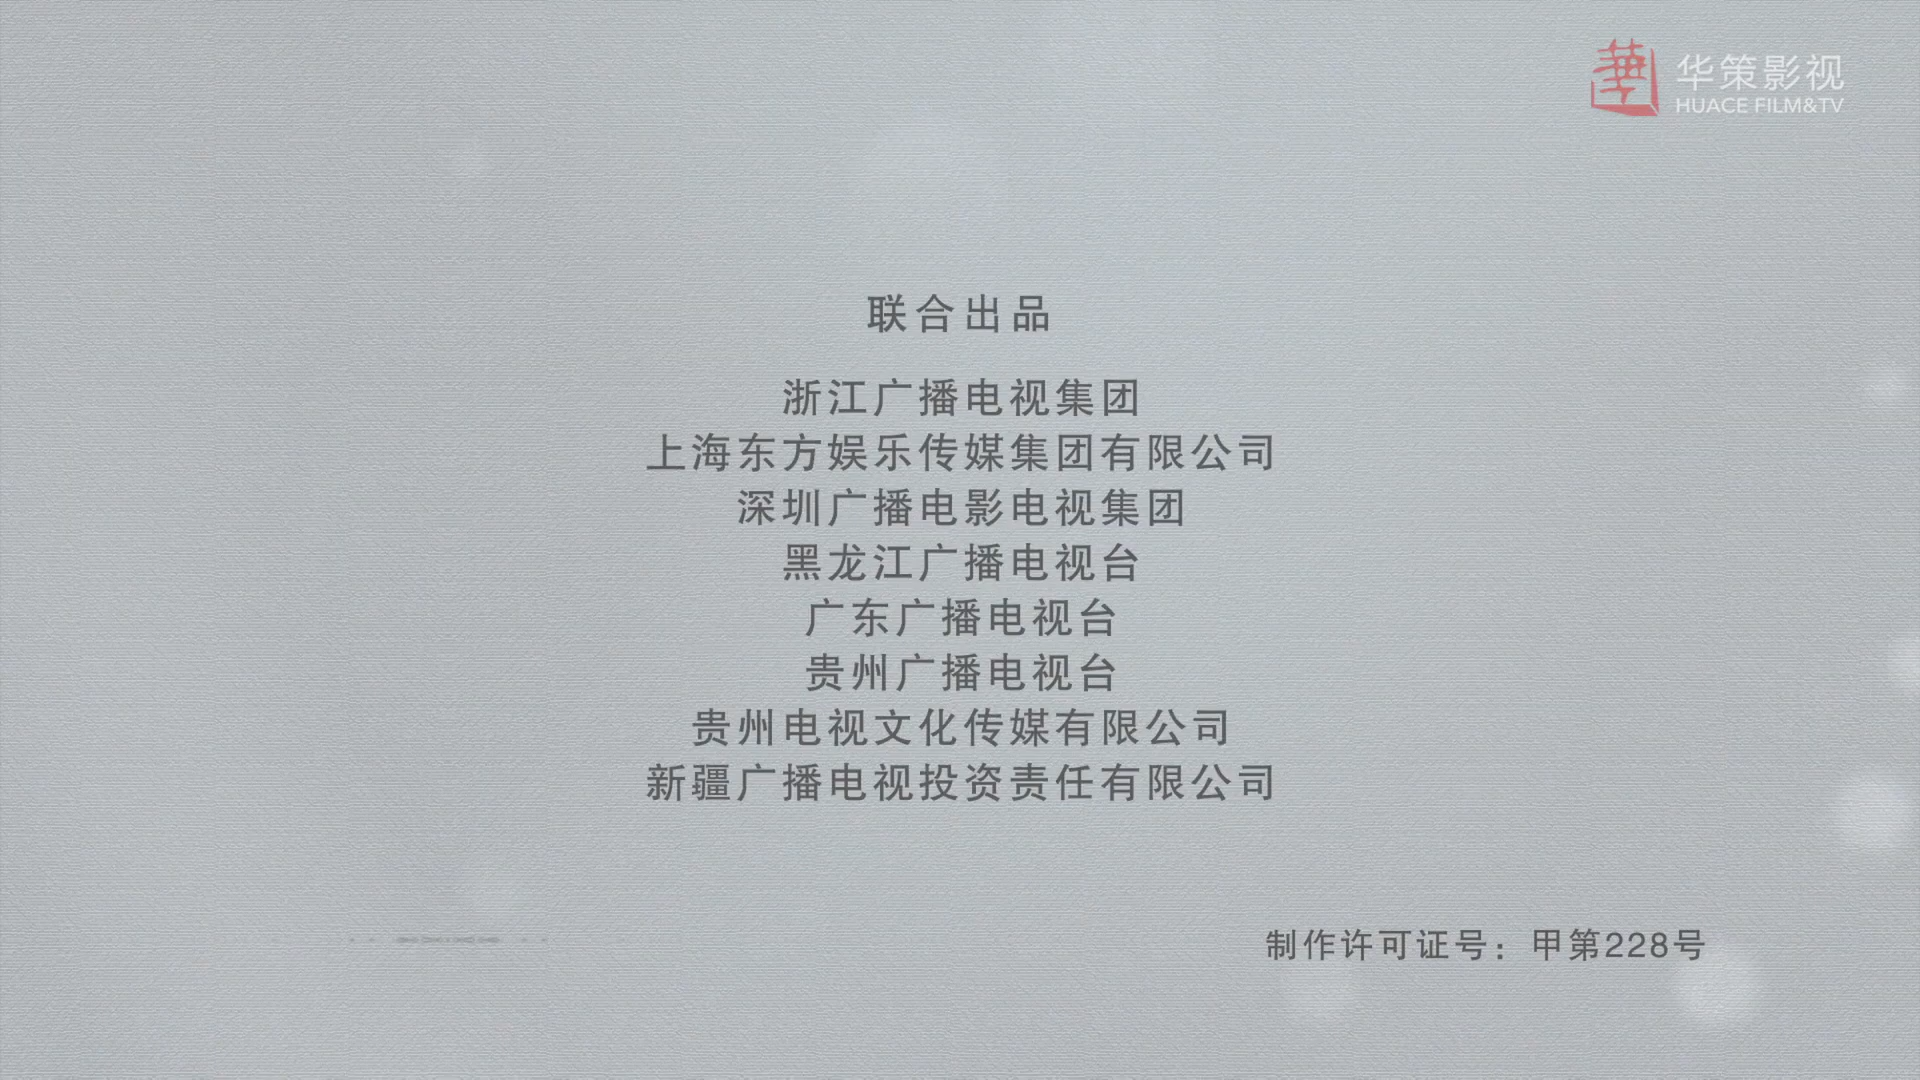 華 华策影视
HUACE FILM&TV
联合出品
浙江广播电视集团
上海东方娱乐传媒集团有限公司
深圳广播电影电视集团
黑龙江广播电视台
广东广播电视台
贵州广播电视台
贵州电视文化传媒有限公司
新疆广播电视投资责任有限公司
制作许可证号：甲第228号